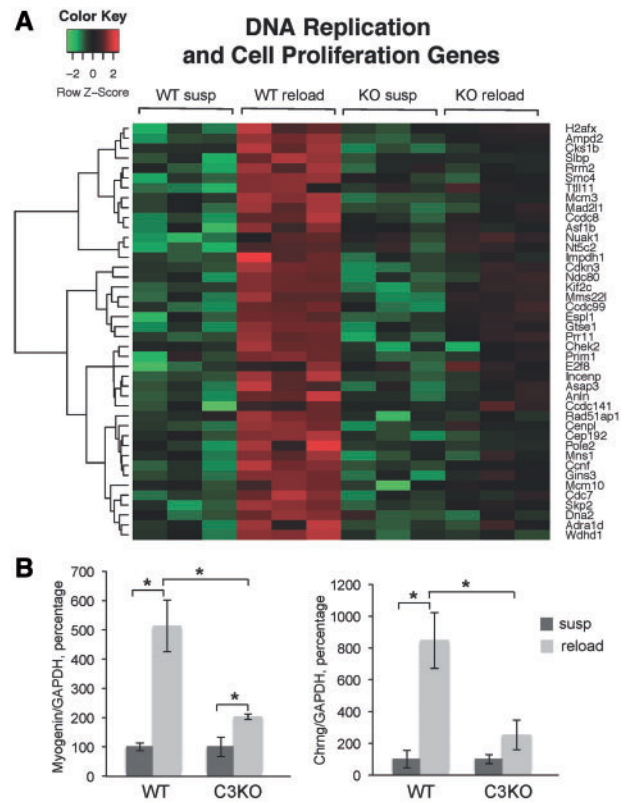 A
Color Key
−2 0 2
Row Z−Score
DNA Replication
and Cell Proliferation Genes
WT susp WT reload KO susp KO reload
H2afx
Ampd2
Cks1b
Slbp
Rrm2
Smc4
Ttll11
Mcm3
Mad2l1
Ccdc8
Asf1b
Nuak1
Nt5c2
Impdh1
Cdkn3
Ndc80
Kif2c
Mms22l
Ccdc99
Espl1
Gtse1
Prr11
Chek2
Prim1
E2f8
Incenp
Asap3
Anln
Ccdc141
Rad51ap1
Cenpl
Cep192
Pole2
Mns1
Ccnf
Gins3
Mcm10
Cdc7
Skp2
Dna2
Adra1d
Wdhd1
B
Myogenin/GAPDH, percentage
700
600
500
400
300
200
100
0
* * *
WT C3KO
Chrng/GAPDH, percentage
1200
1000
800
600
400
200
0
* *
WT C3KO
susp
reload